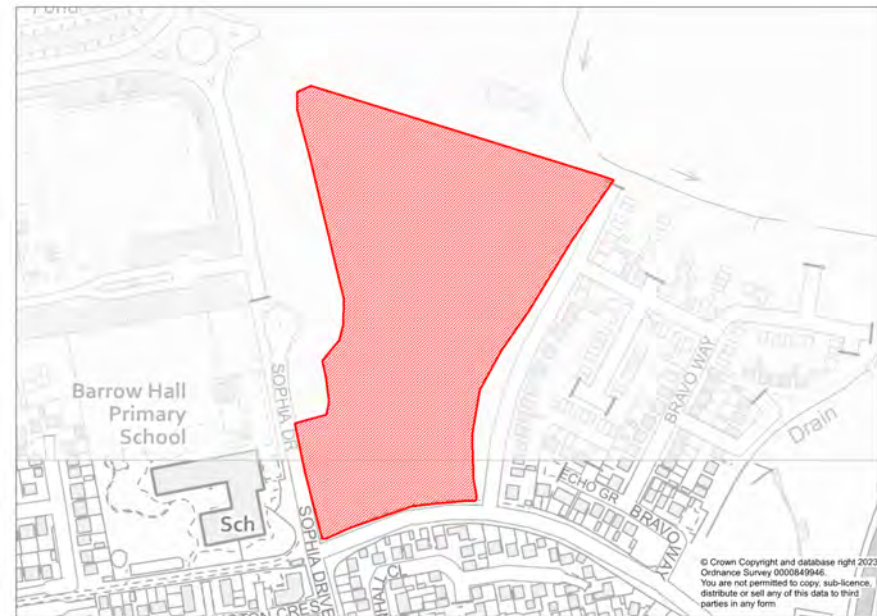 Pond
SOPHIA DR
Barrow Hall
Primary
School
BRAVO WAY
Drain
ECHO GR
BRAVO WAY
Sch
SOPHIA DRIVE
© Crown Copyright and database right 2023
Ordnance Survey 0000849946.
You are not permitted to copy, sub-licence,
distribute or sell any of this data to third
parties in any form